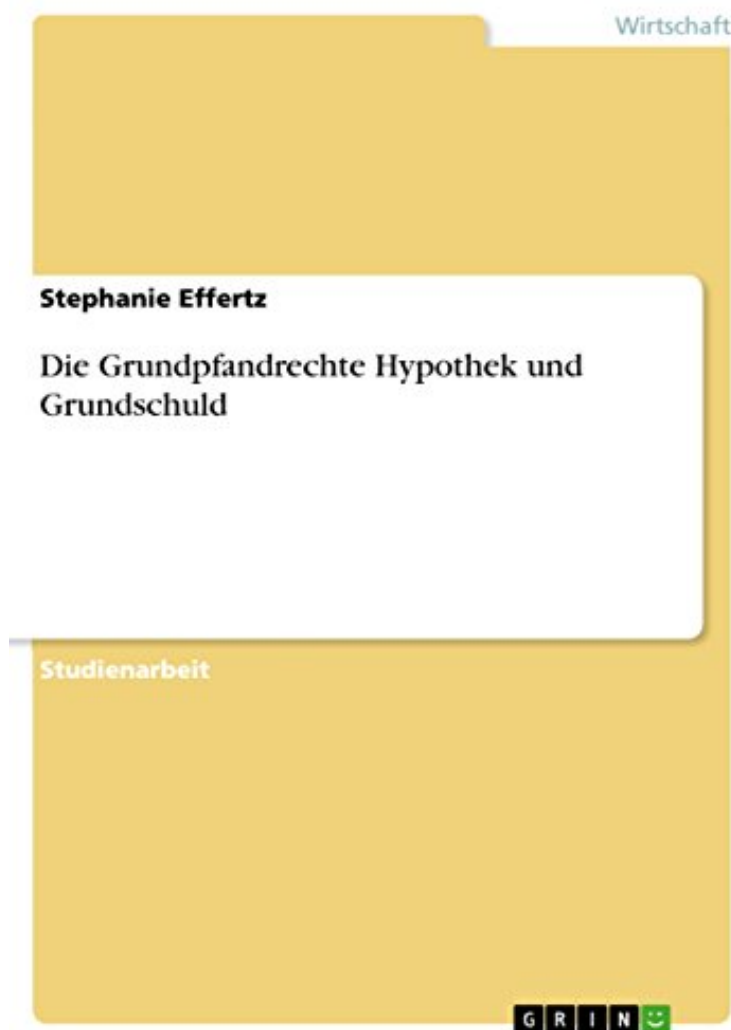 Wirtschaft
Stephanie Effertz
Die Grundpfandrechte Hypothek und
Grundschuld
Studienarbeit
GRIN